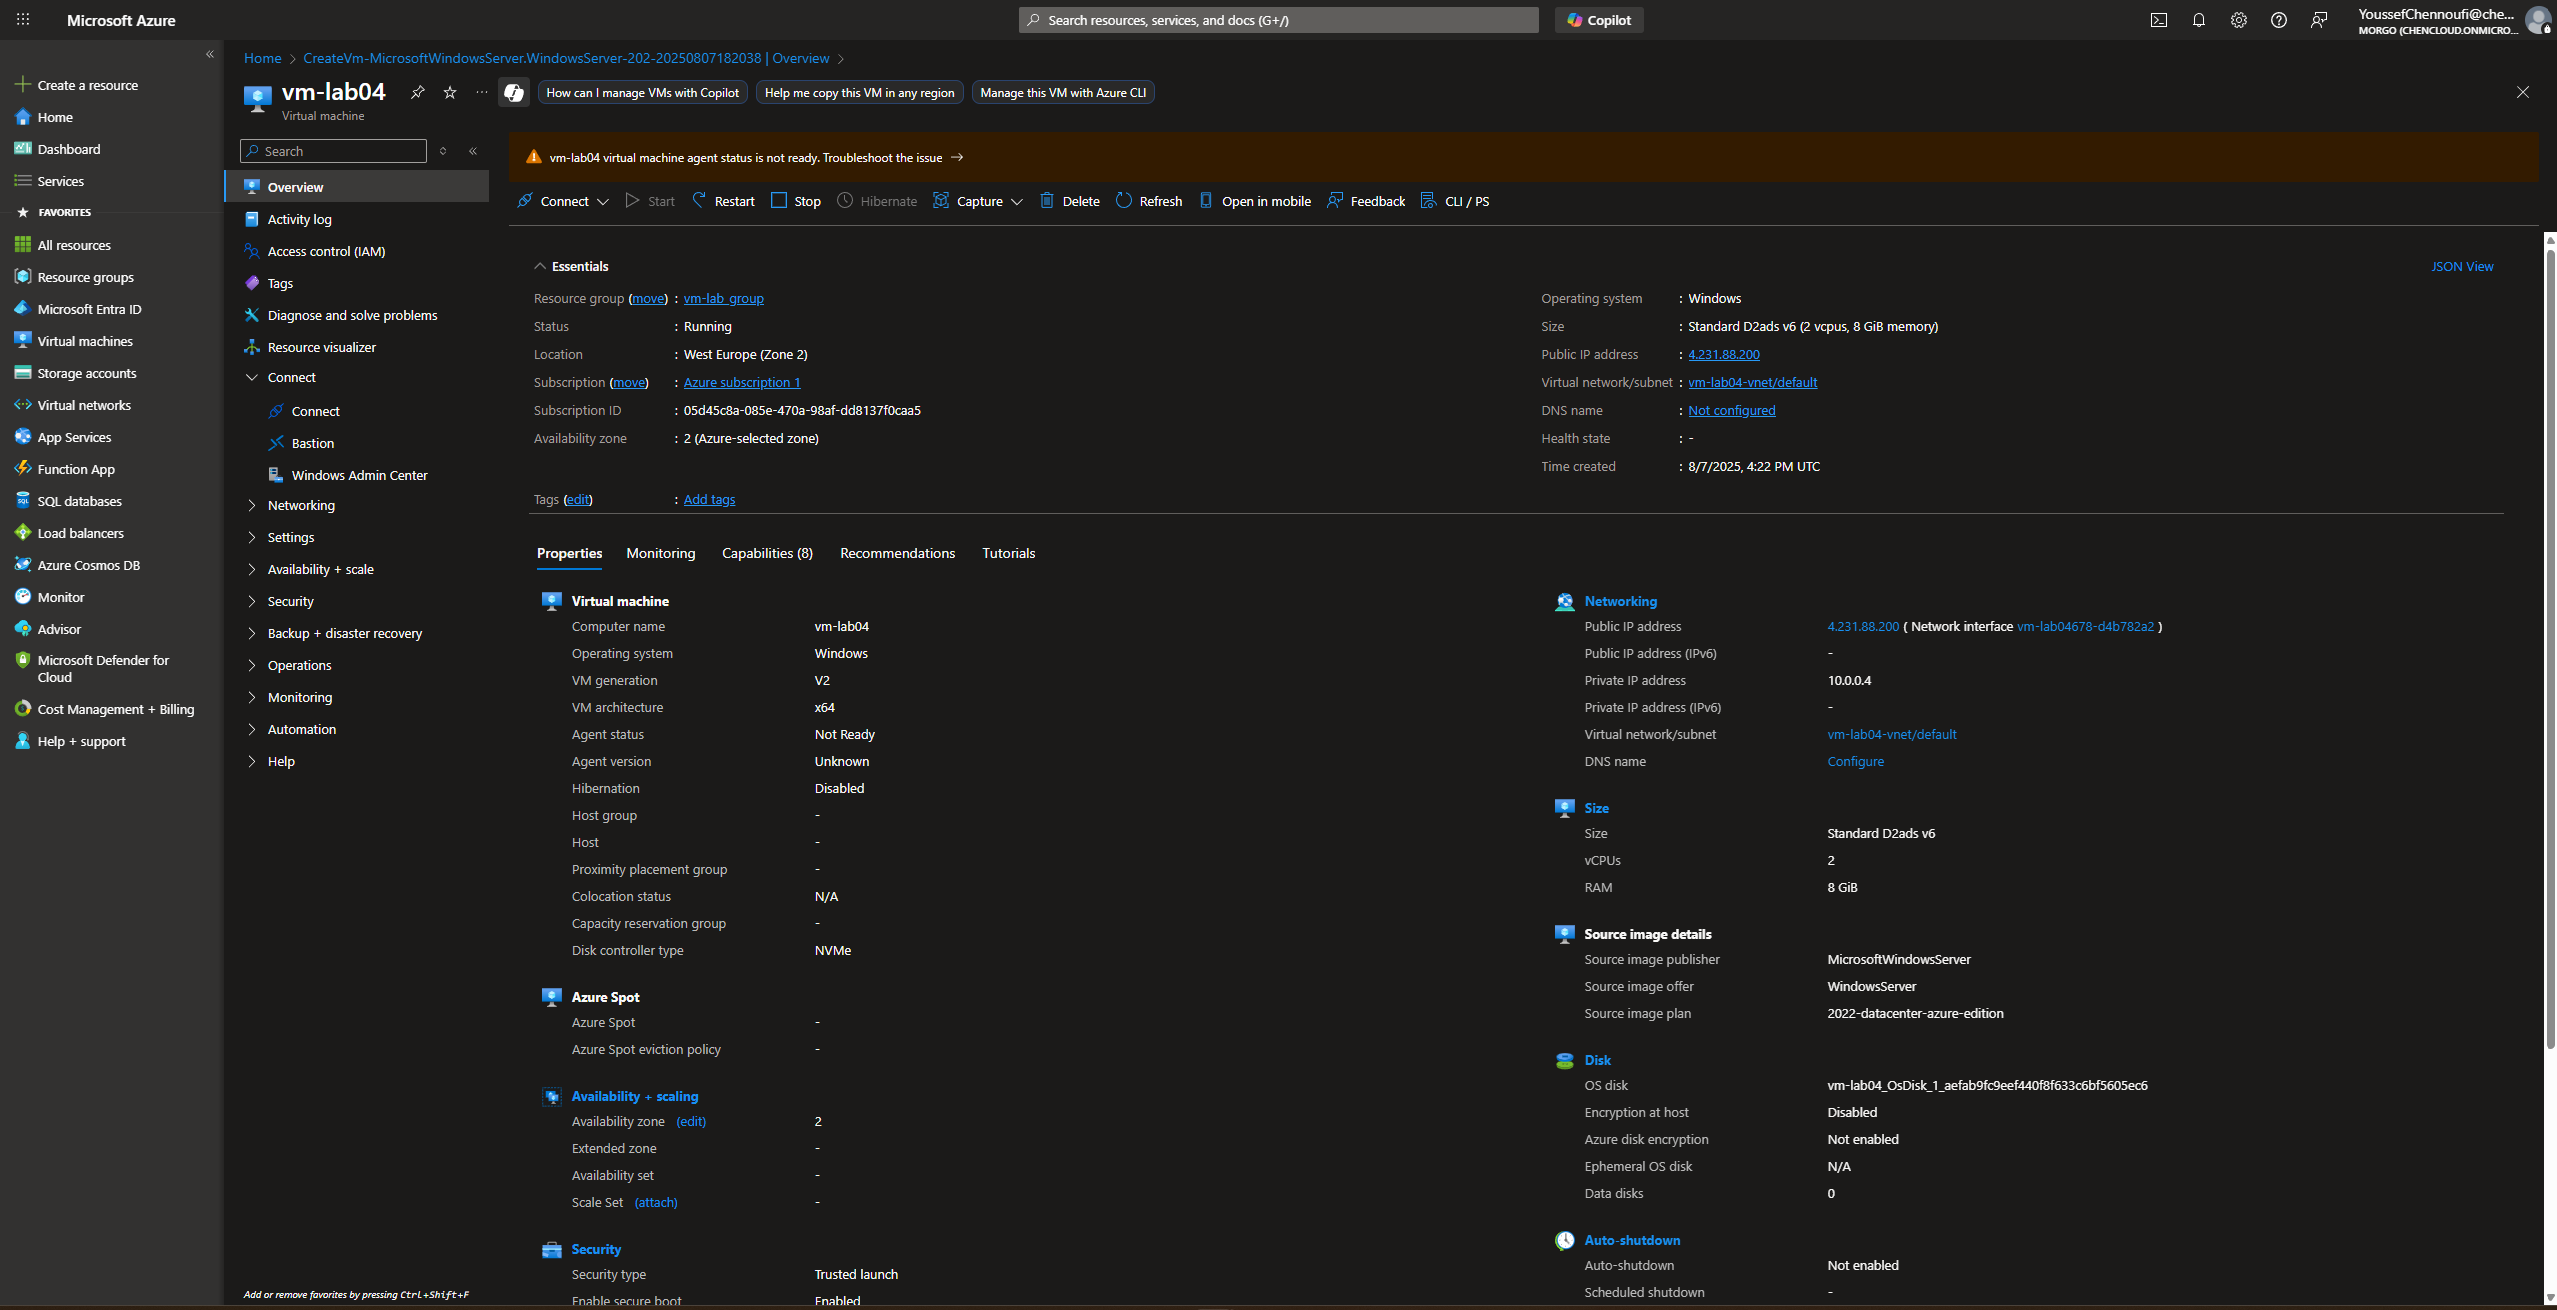 Microsoft Azure
Search resources, services, and docs (G+/)
Copilot
YoussefChennoufi@che...
MORGO (CHENCLOUD.ONMICRO...
Create a resource
Home
Dashboard
Services
FAVORITES
All resources
Resource groups
Microsoft Entra ID
Virtual machines
Storage accounts
Virtual networks
App Services
Function App
SQL databases
Load balancers
Azure Cosmos DB
Monitor
Advisor
Microsoft Defender for
Cloud
Cost Management + Billing
Help + support
Home > CreateVm-MicrosoftWindowsServer.WindowsServer-202-20250807182038 | Overview >
vm-lab04
Virtual machine
How can I manage VMs with Copilot
Help me copy this VM in any region
Manage this VM with Azure CLI
Search
Overview
Activity log
Access control (IAM)
Tags
Diagnose and solve problems
Resource visualizer
Connect
Connect
Bastion
Windows Admin Center
Networking
Settings
Availability + scale
Security
Backup + disaster recovery
Operations
Monitoring
Automation
Help
Add or remove favorites by pressing Ctrl+Shift+F
vm-lab04 virtual machine agent status is not ready. Troubleshoot the issue →
Connect Start Restart Stop Hibernate Capture Delete Refresh Open in mobile Feedback CLI / PS
Essentials
JSON View
Resource group (move) : vm-lab_group
Status : Running
Location : West Europe (Zone 2)
Subscription (move) : Azure subscription 1
Subscription ID : 05d45c8a-085e-470a-98af-dd8137f0caa5
Availability zone : 2 (Azure-selected zone)
Operating system : Windows
Size : Standard D2ads v6 (2 vcpus, 8 GiB memory)
Public IP address : 4.231.88.200
Virtual network/subnet : vm-lab04-vnet/default
DNS name : Not configured
Health state : -
Time created : 8/7/2025, 4:22 PM UTC
Tags (edit) : Add tags
Properties Monitoring Capabilities (8) Recommendations Tutorials
Virtual machine
Computer name vm-lab04
Operating system Windows
VM generation V2
VM architecture x64
Agent status Not Ready
Agent version Unknown
Hibernation Disabled
Host group -
Host -
Proximity placement group -
Colocation status N/A
Capacity reservation group -
Disk controller type NVMe
Azure Spot
Azure Spot -
Azure Spot eviction policy -
Availability + scaling
Availability zone (edit) 2
Extended zone -
Availability set -
Scale Set (attach) -
Security
Security type Trusted launch
Enable secure boot Enabled
Networking
Public IP address 4.231.88.200 ( Network interface vm-lab04678-d4b782a2 )
Public IP address (IPv6) -
Private IP address 10.0.0.4
Private IP address (IPv6) -
Virtual network/subnet vm-lab04-vnet/default
DNS name Configure
Size
Size Standard D2ads v6
vCPUs 2
RAM 8 GiB
Source image details
Source image publisher MicrosoftWindowsServer
Source image offer WindowsServer
Source image plan 2022-datacenter-azure-edition
Disk
OS disk vm-lab04_OsDisk_1_aefab9fc9eef440f8f633c6bf5605ec6
Encryption at host Disabled
Azure disk encryption Not enabled
Ephemeral OS disk N/A
Data disks 0
Auto-shutdown
Auto-shutdown Not enabled
Scheduled shutdown -